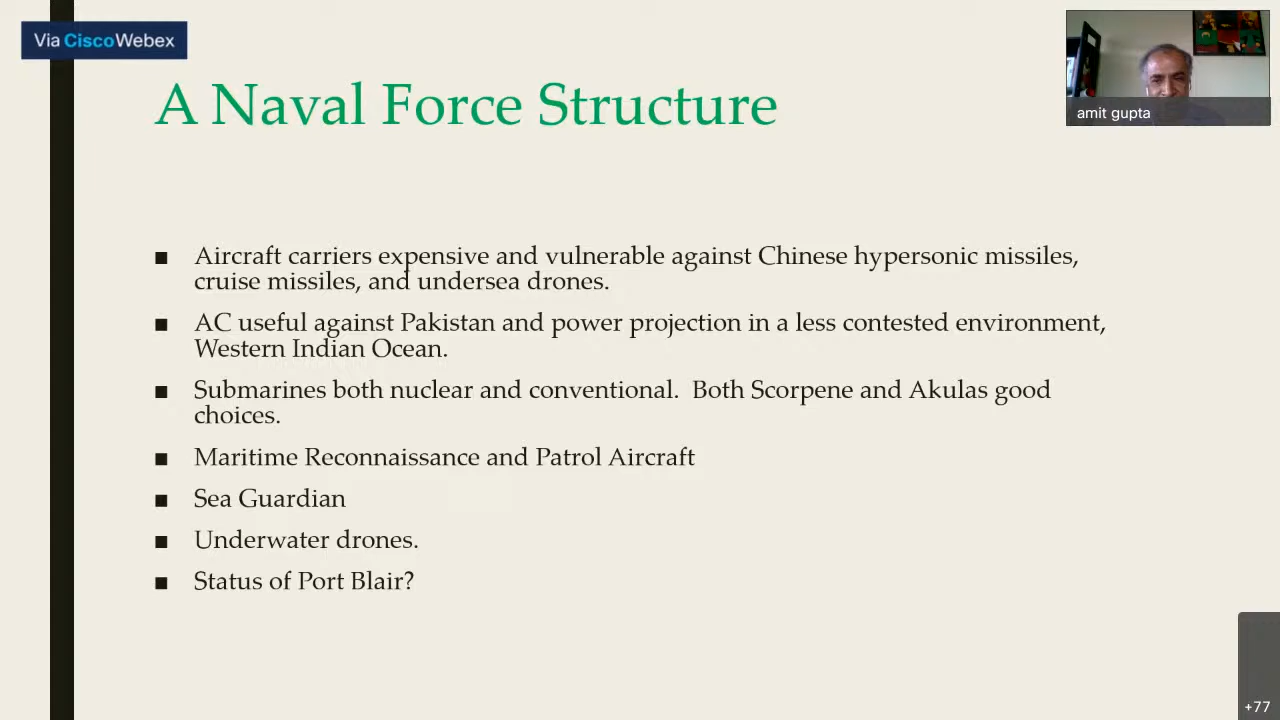 Via Cisco Webex
A Naval Force Structure
amit gupta
■ Aircraft carriers expensive and vulnerable against Chinese hypersonic missiles,
cruise missiles, and undersea drones.
■ AC useful against Pakistan and power projection in a less contested environment,
Western Indian Ocean.
■ Submarines both nuclear and conventional.  Both Scorpene and Akulas good
choices.
■ Maritime Reconnaissance and Patrol Aircraft
■ Sea Guardian
■ Underwater drones.
■ Status of Port Blair?
+77